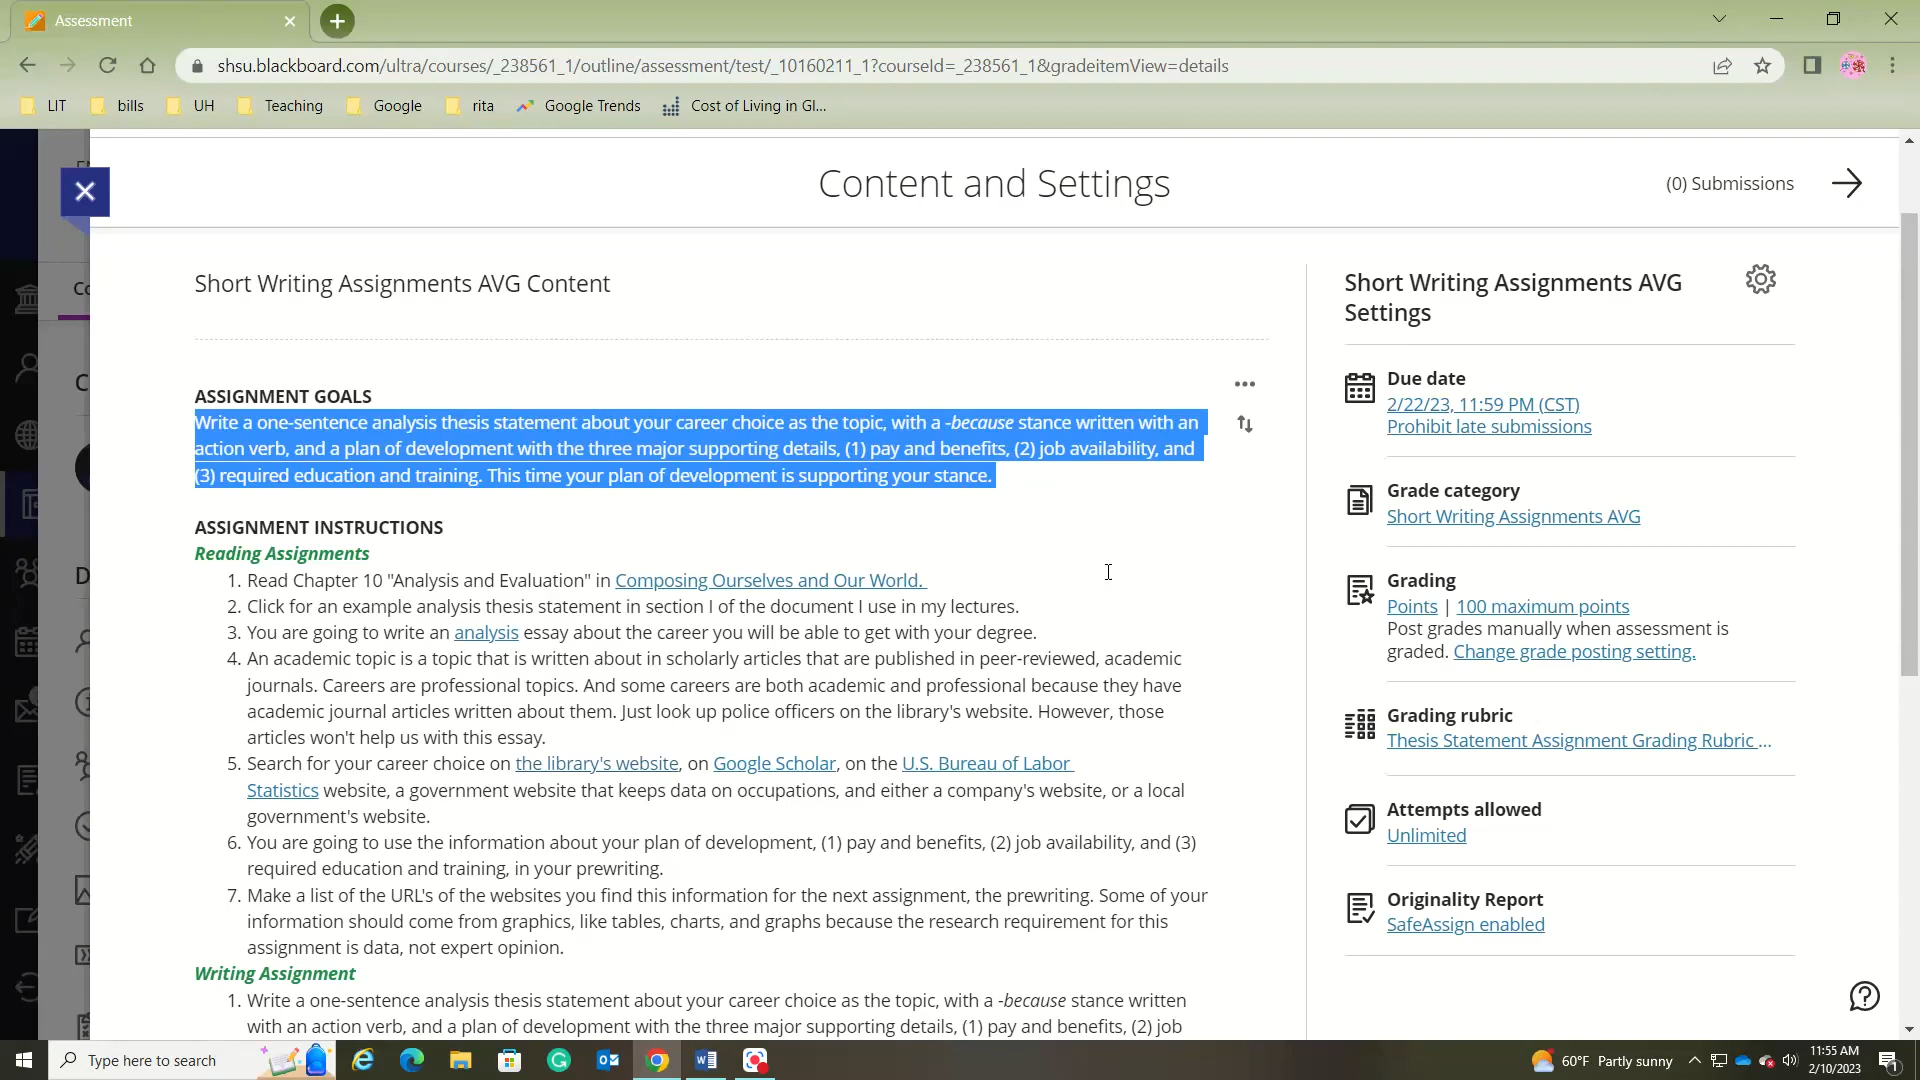 Assessment
shsu.blackboard.com/ultra/courses/_238561_1/outline/assessment/test/_10160211_1?courseId=_238561_1&gradeitemView=details
LIT bills UH Teaching Google rita Google Trends Cost of Living in Gl...
Content and Settings
(0) Submissions
Short Writing Assignments AVG Content
ASSIGNMENT GOALS
Write a one-sentence analysis thesis statement about your career choice as the topic, with a -because stance written with an
action verb, and a plan of development with the three major supporting details, (1) pay and benefits, (2) job availability, and
(3) required education and training. This time your plan of development is supporting your stance.
ASSIGNMENT INSTRUCTIONS
Reading Assignments
1. Read Chapter 10 "Analysis and Evaluation" in Composing Ourselves and Our World.
2. Click for an example analysis thesis statement in section I of the document I use in my lectures.
3. You are going to write an analysis essay about the career you will be able to get with your degree.
4. An academic topic is a topic that is written about in scholarly articles that are published in peer-reviewed, academic
journals. Careers are professional topics. And some careers are both academic and professional because they have
academic journal articles written about them. Just look up police officers on the library's website. However, those
articles won't help us with this essay.
5. Search for your career choice on the library's website, on Google Scholar, on the U.S. Bureau of Labor
Statistics website, a government website that keeps data on occupations, and either a company's website, or a local
government's website.
6. You are going to use the information about your plan of development, (1) pay and benefits, (2) job availability, and (3)
required education and training, in your prewriting.
7. Make a list of the URL's of the websites you find this information for the next assignment, the prewriting. Some of your
information should come from graphics, like tables, charts, and graphs because the research requirement for this
assignment is data, not expert opinion.
Writing Assignment
1. Write a one-sentence analysis thesis statement about your career choice as the topic, with a -because stance written
with an action verb, and a plan of development with the three major supporting details, (1) pay and benefits, (2) job
Short Writing Assignments AVG
Settings
Due date
2/22/23, 11:59 PM (CST)
Prohibit late submissions
Grade category
Short Writing Assignments AVG
Grading
Points | 100 maximum points
Post grades manually when assessment is
graded. Change grade posting setting.
Grading rubric
Thesis Statement Assignment Grading Rubric ...
Attempts allowed
Unlimited
Originality Report
SafeAssign enabled
Type here to search
60°F Partly sunny
11:55 AM
2/10/2023